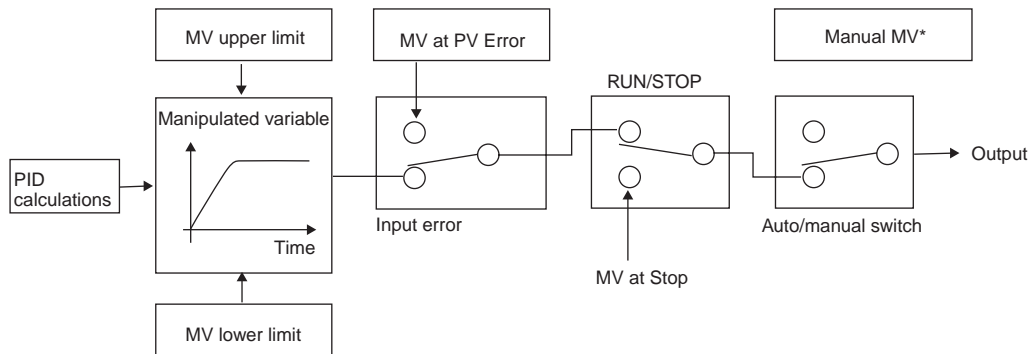 MV upper limit
MV at PV Error
Manual MV*
RUN/STOP
Manipulated variable
PID
calculations
Time
Input error
MV at Stop
Auto/manual switch
Output
MV lower limit